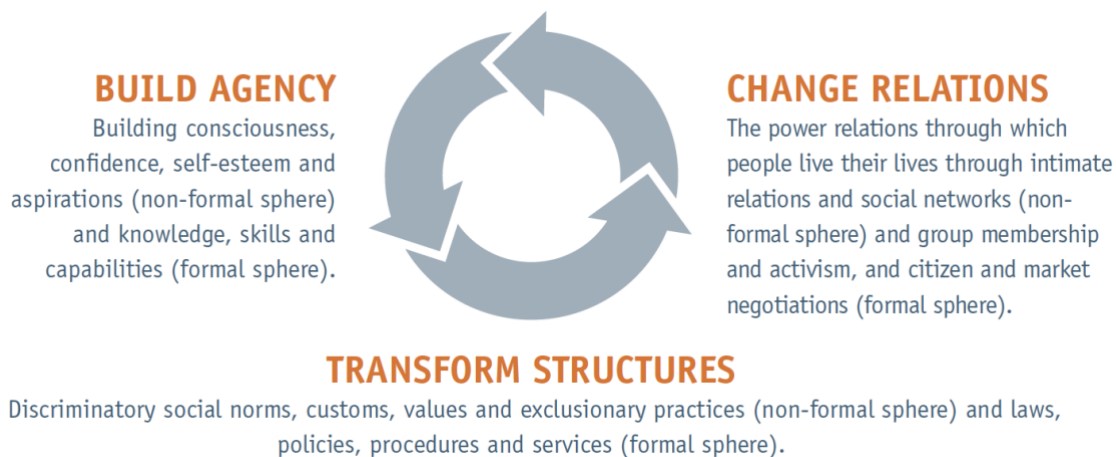 BUILD AGENCY
Building consciousness,
confidence, self-esteem and
aspirations (non-formal sphere)
and knowledge, skills and
capabilities (formal sphere).
CHANGE RELATIONS
The power relations through which
people live their lives through intimate
relations and social networks (non-
formal sphere) and group membership
and activism, and citizen and market
negotiations (formal sphere).
TRANSFORM STRUCTURES
Discriminatory social norms, customs, values and exclusionary practices (non-formal sphere) and laws,
policies, procedures and services (formal sphere).